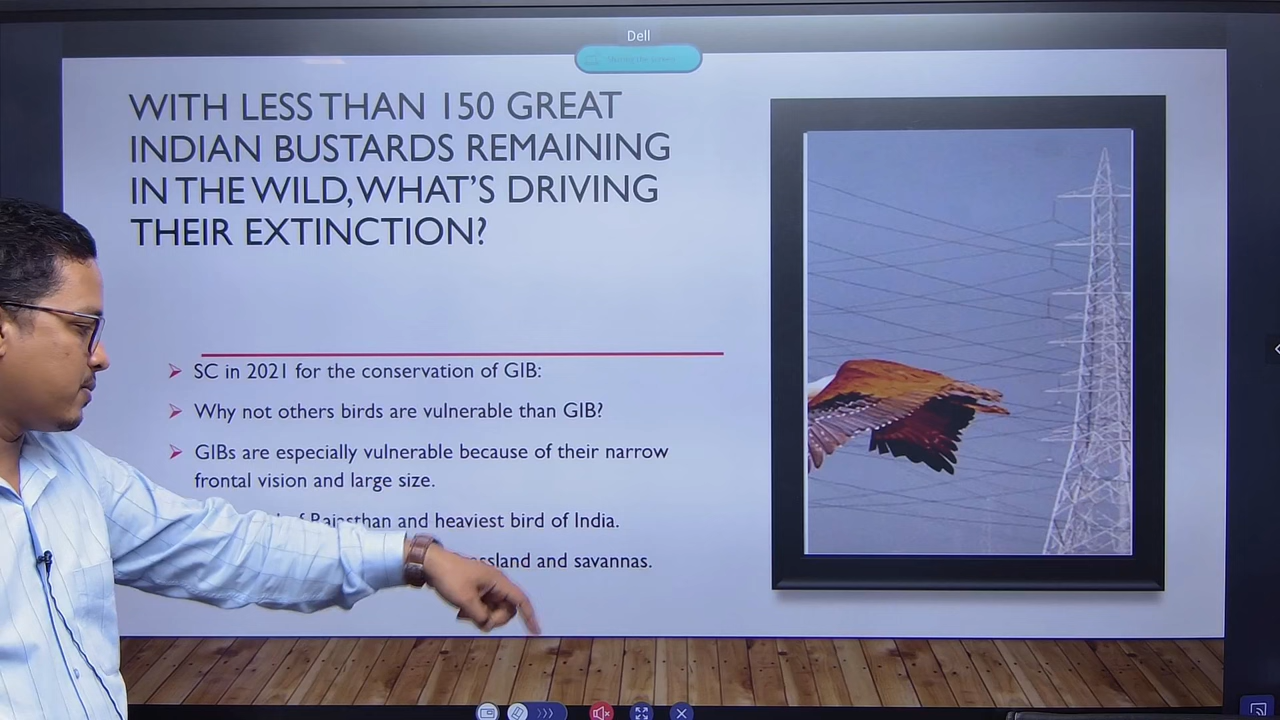 Dell
WITH LESS THAN 150 GREAT
INDIAN BUSTARDS REMAINING
IN THE WILD, WHAT'S DRIVING
THEIR EXTINCTION?
SC in 2021 for the conservation of GIB:
Why not others birds are vulnerable than GIB?
GIBs are especially vulnerable because of their narrow
frontal vision and large size.
of Rajasthan and heaviest bird of India.
and savannas.